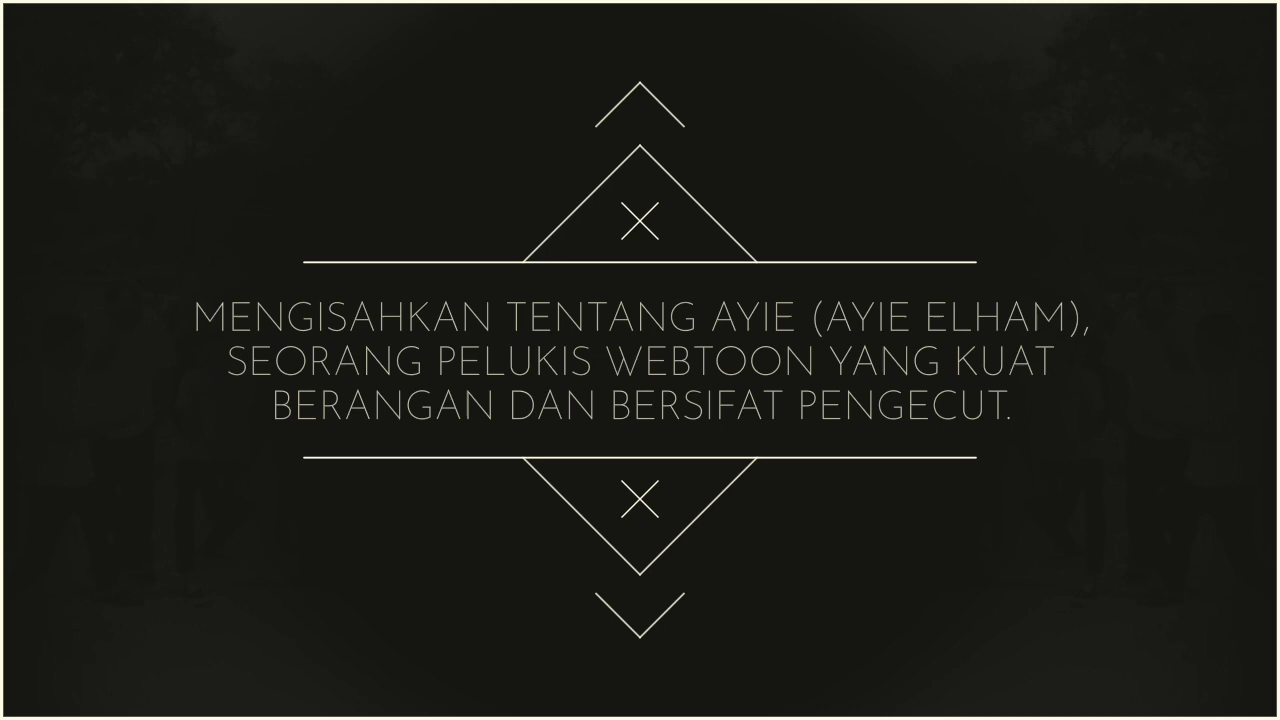 MENGISAHKAN TENTANG AYIE (AYIE ELHAM),
SEORANG PELUKIS WEBTOON YANG KUAT
BERANGAN DAN BERSIFAT PENGECUT.